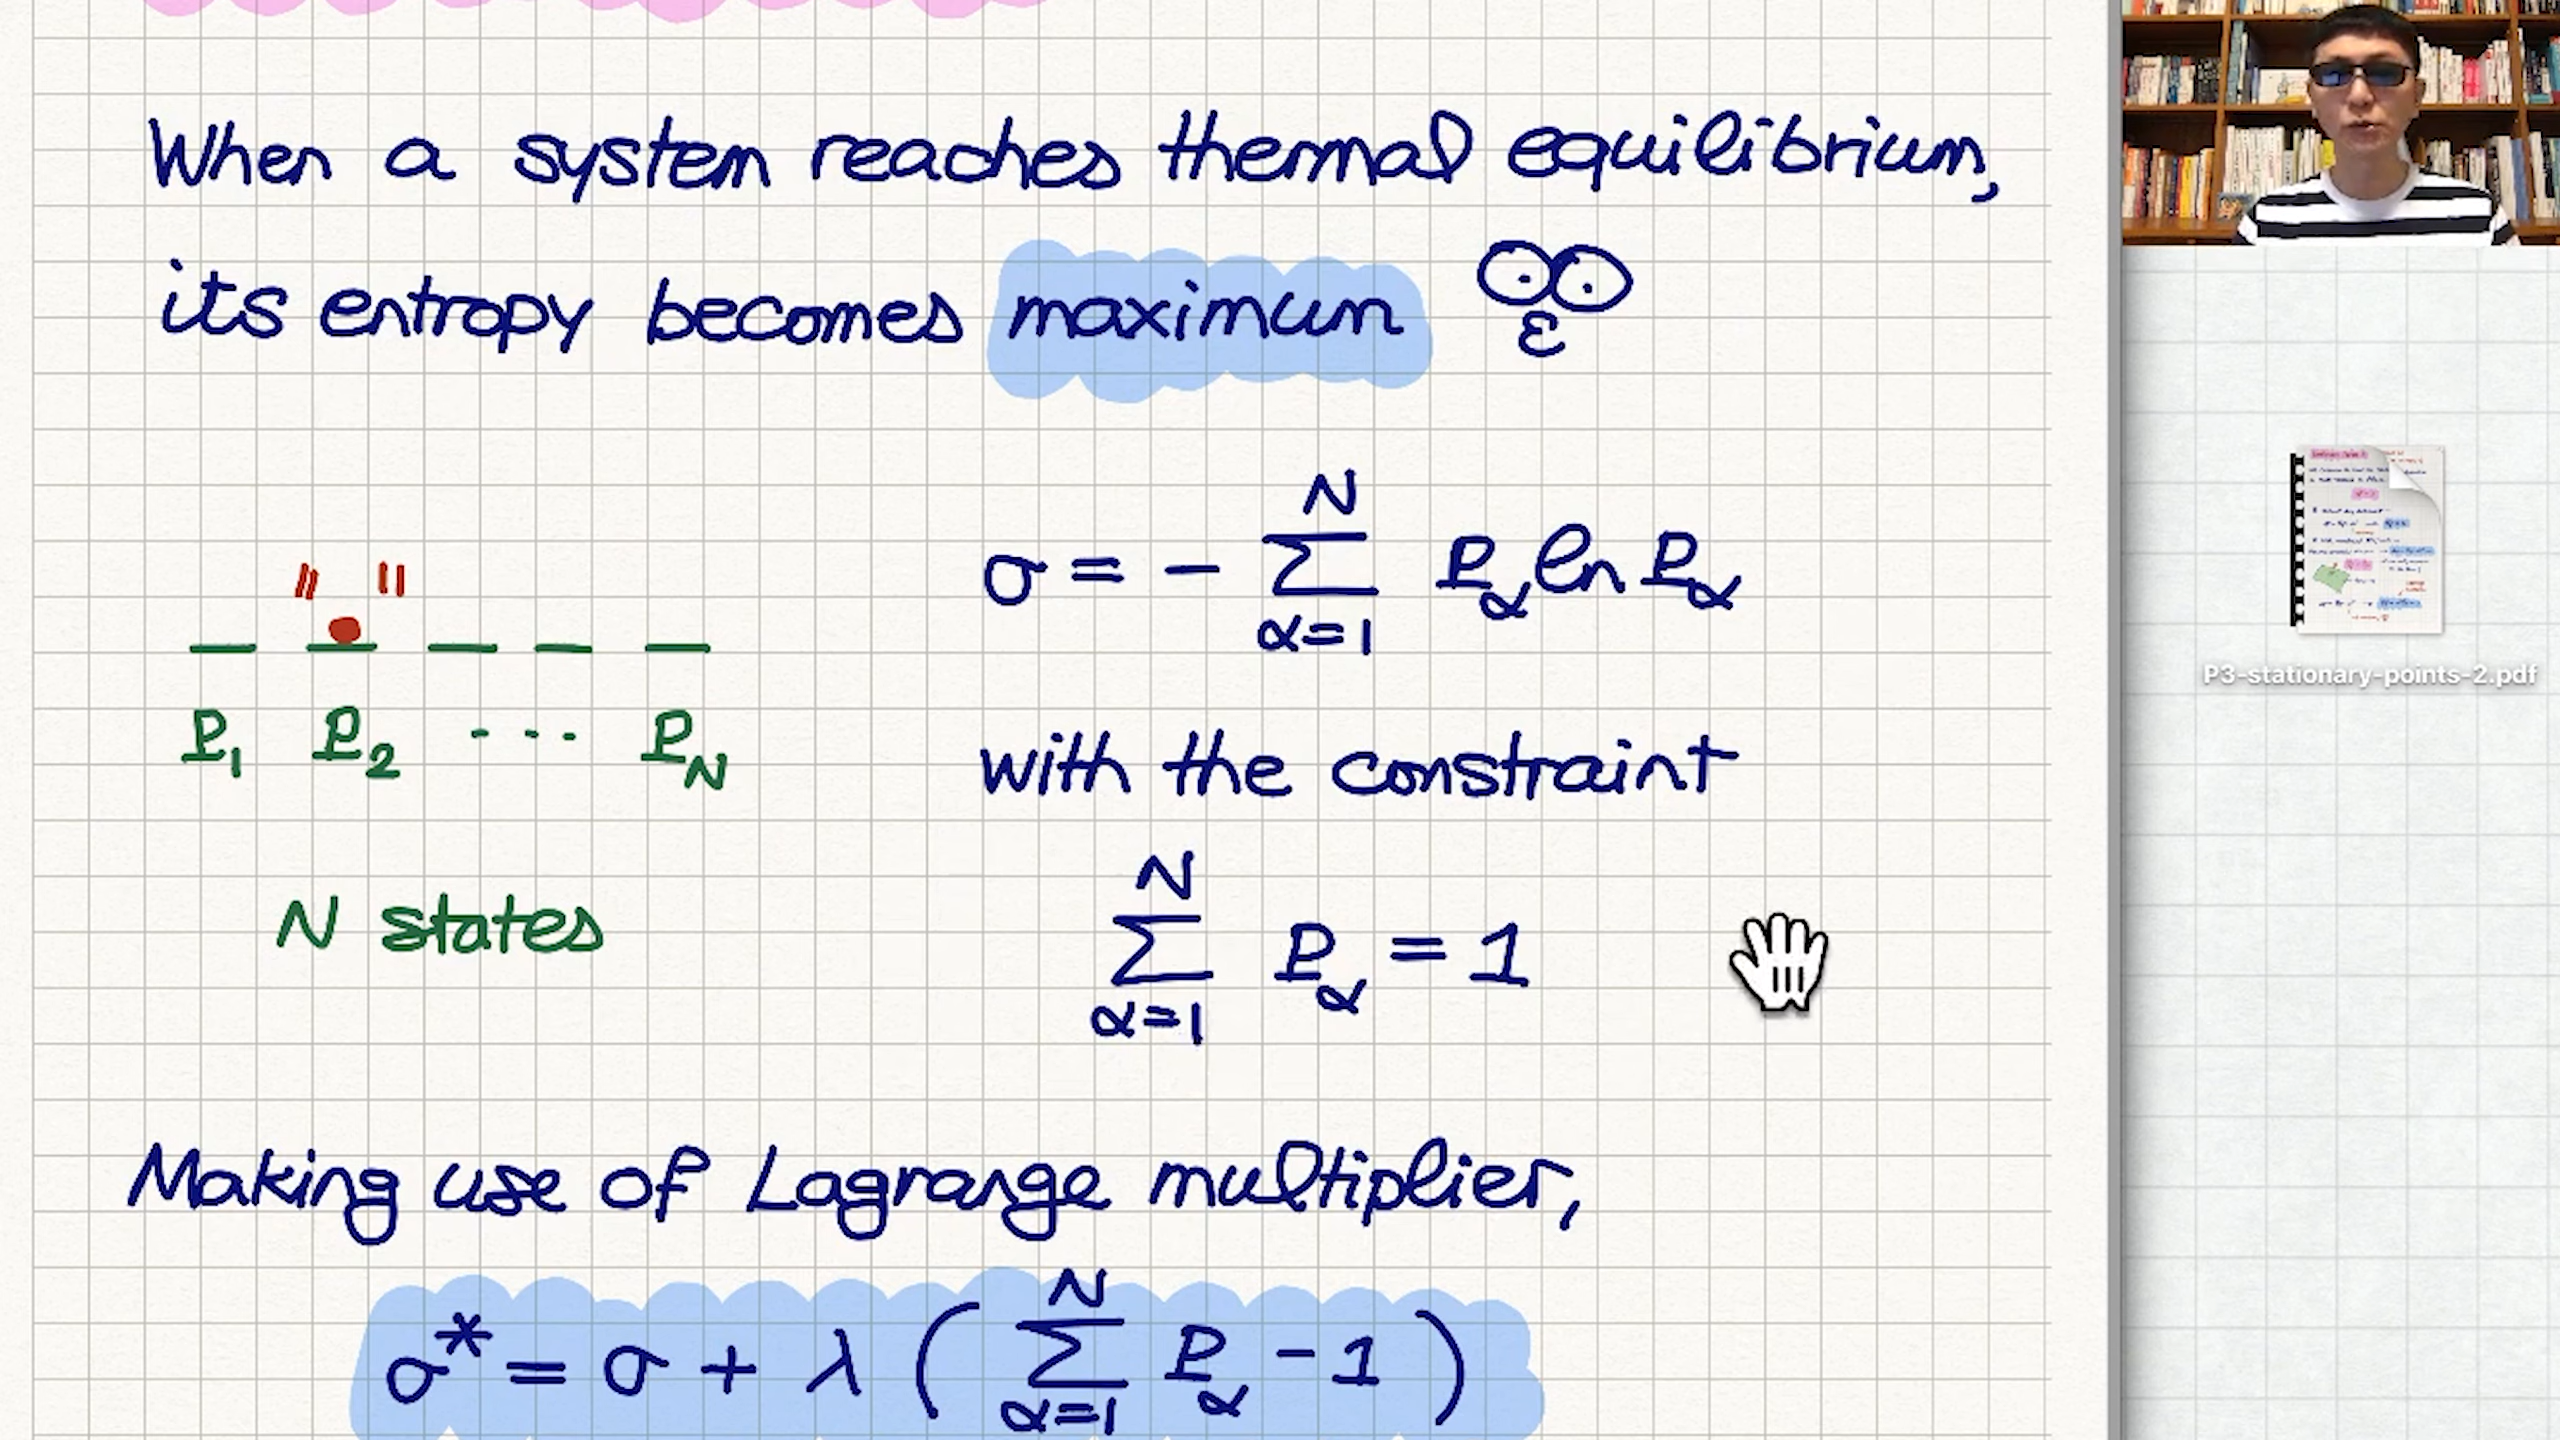 When a system reaches thermal equilibrium,
its entropy becomes maximum
σ = - Σ_{α=1}^{N} P_α ln P_α
P_1 P_2 ... P_N
with the constraint
N states
Σ_{α=1}^{N} P_α = 1
Making use of Lagrange multiplier,
σ* = σ + λ ( Σ_{α=1}^{N} P_α - 1 )
P3-stationary-points-2.pdf